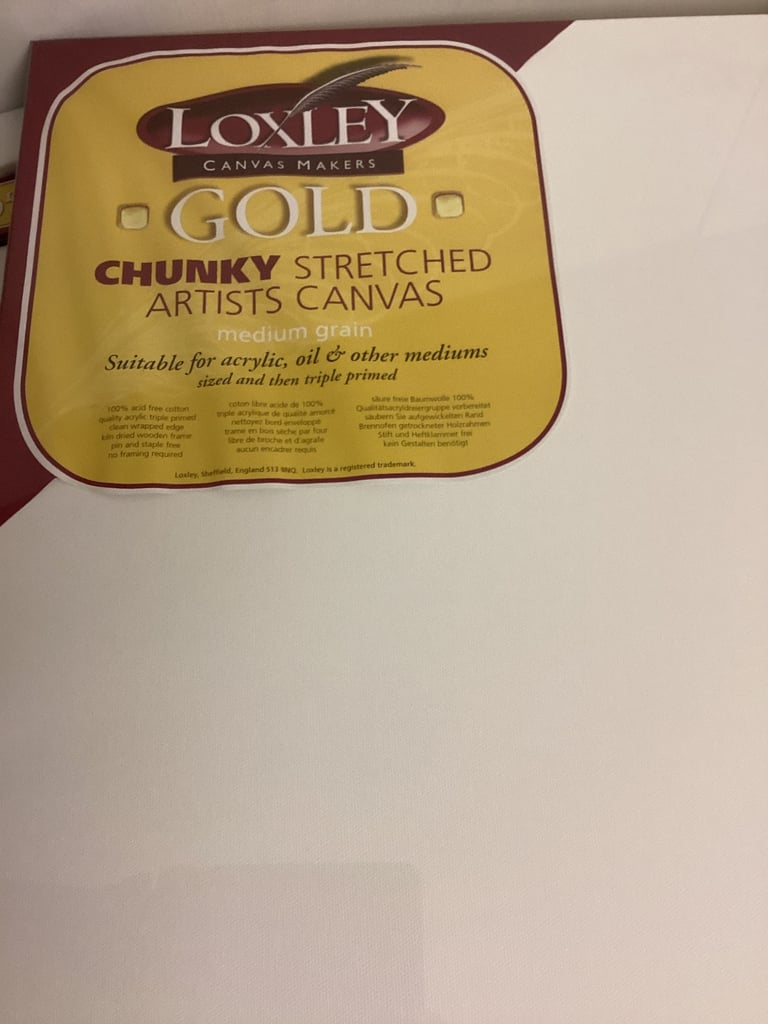 LOXLEY
CANVAS MAKERS
GOLD
CHUNKY STRETCHED
ARTISTS CANVAS
medium grain
Suitable for acrylic, oil & other mediums
sized and then triple primed
100% acid free cotton
quality acrylic triple primed
clean wrapped edge
kiln dried wooden frame
pin and staple free
no framing required
coton libre acide de 100%
triple acrylique de qualité amorcé
nettoyez bord enveloppé
trame en bois sèche par four
libre de broche et d'agrafe
aucun encadrer requis
säure freie Baumwolle 100%
Qualitätsacryldreiergruppe vorbereitet
säubern Sie aufgewickelten Rand
Brennofen getrockneter Holzrahmen
Stift und Heftklammer frei
kein Gestalten benötigt
Loxley, Sheffield, England S13 9NQ. Loxley is a registered trademark.